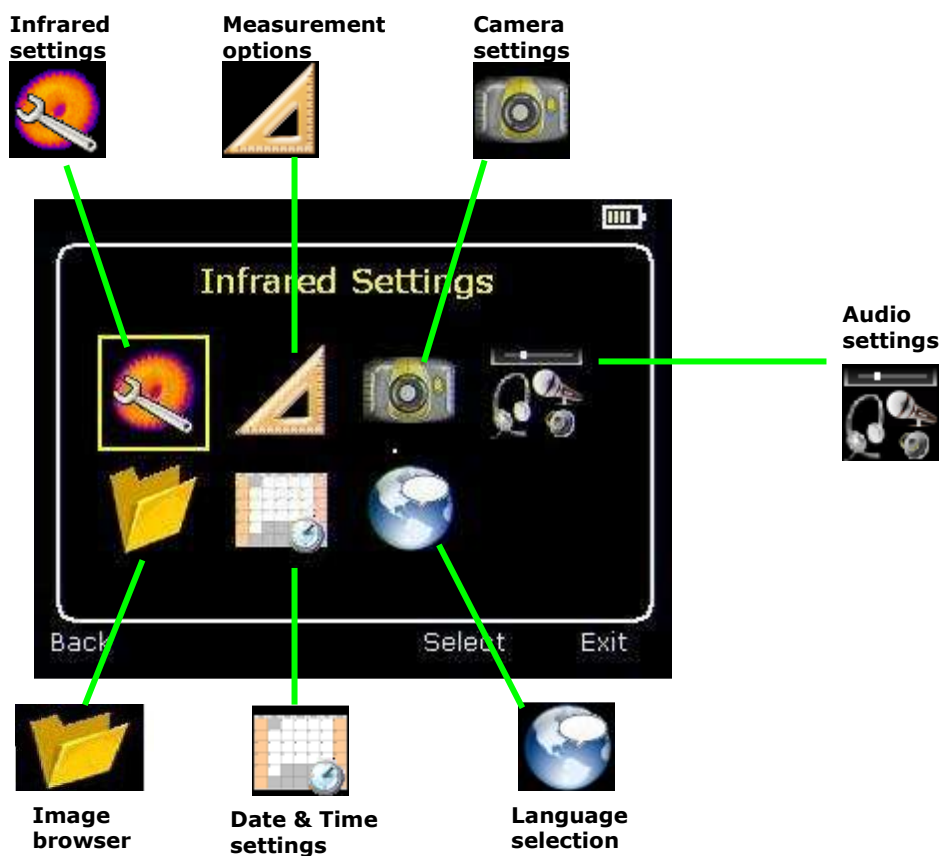 Infrared
settings
Measurement
options
Camera
settings
Infrared Settings
Audio
settings
Back Select Exit
Image
browser
Date & Time
settings
Language
selection